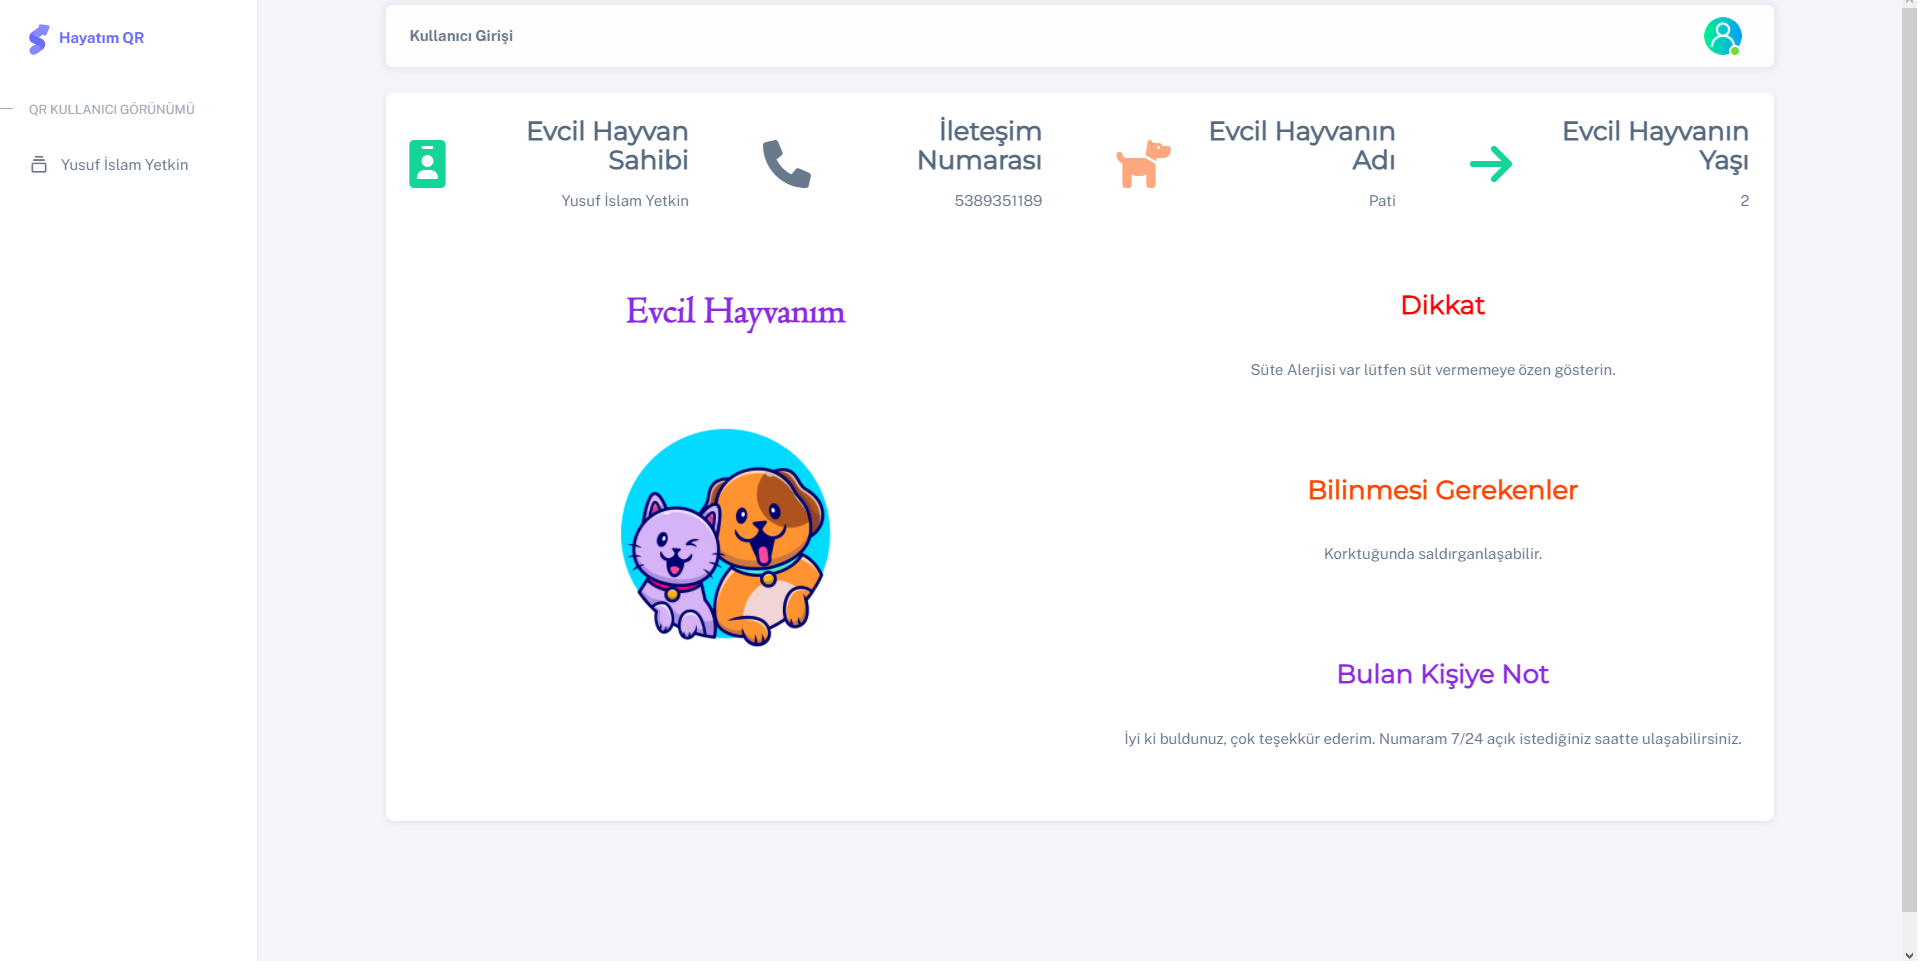 Hayatım QR
QR KULLANICI GÖRÜNÜMÜ
Yusuf İslam Yetkin
Kullanıcı Girişi
Evcil Hayvan
Sahibi
Yusuf İslam Yetkin
İleteşim
Numarası
5389351189
Evcil Hayvanın
Adı
Pati
Evcil Hayvanın
Yaşı
2
Evcil Hayvanım
Dikkat
Süte Alerjisi var lütfen süt vermemeye özen gösterin.
Bilinmesi Gerekenler
Korktuğunda saldırganlaşabilir.
Bulan Kişiye Not
İyi ki buldunuz, çok teşekkür ederim. Numaram 7/24 açık istediğiniz saatte ulaşabilirsiniz.